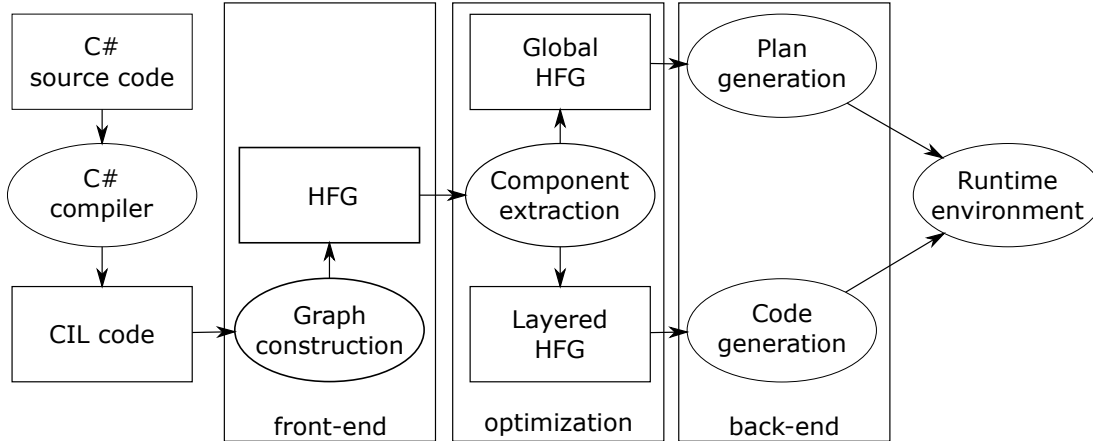 C#
source code
C#
compiler
CIL code
HFG
Graph
construction
front-end
Global
HFG
Component
extraction
Layered
HFG
optimization
Plan
generation
Code
generation
back-end
Runtime
environment